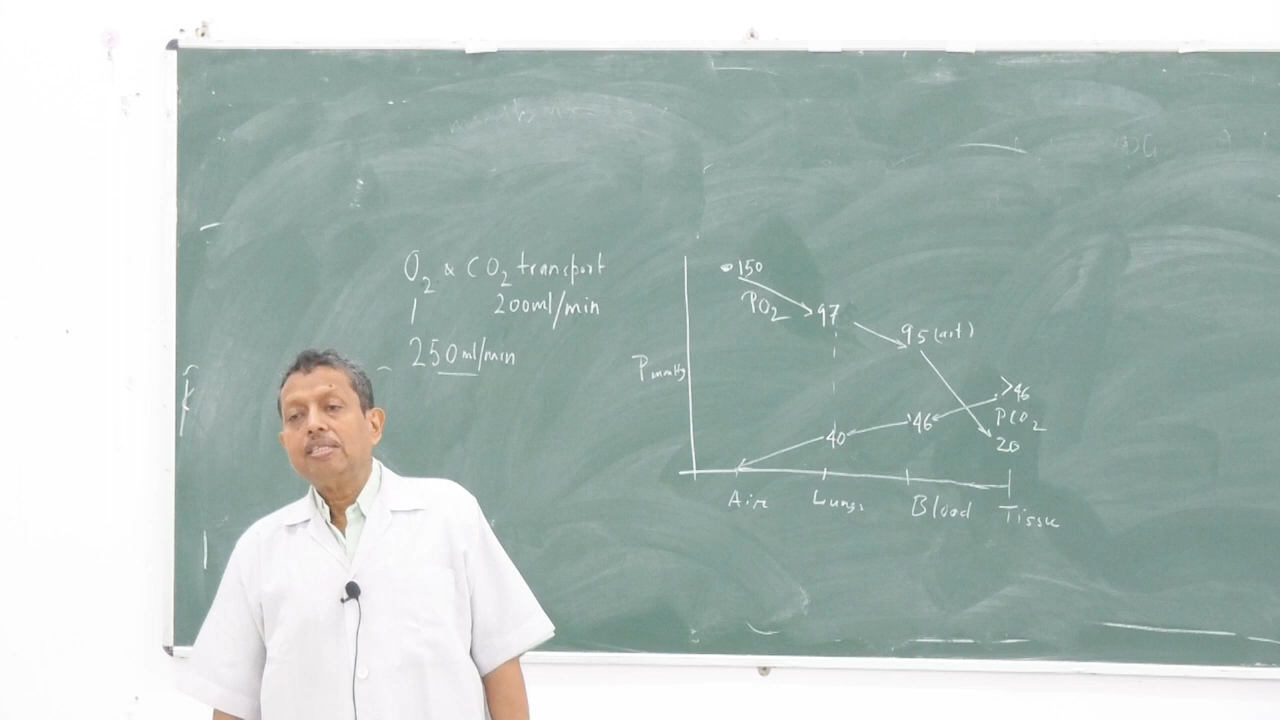 O2 & CO2 transport
200ml/min
250ml/min
150
PO2
97
95 (art)
PmmHg
>46
PCO2
46
40
20
Air
Lungs
Blood
Tissue